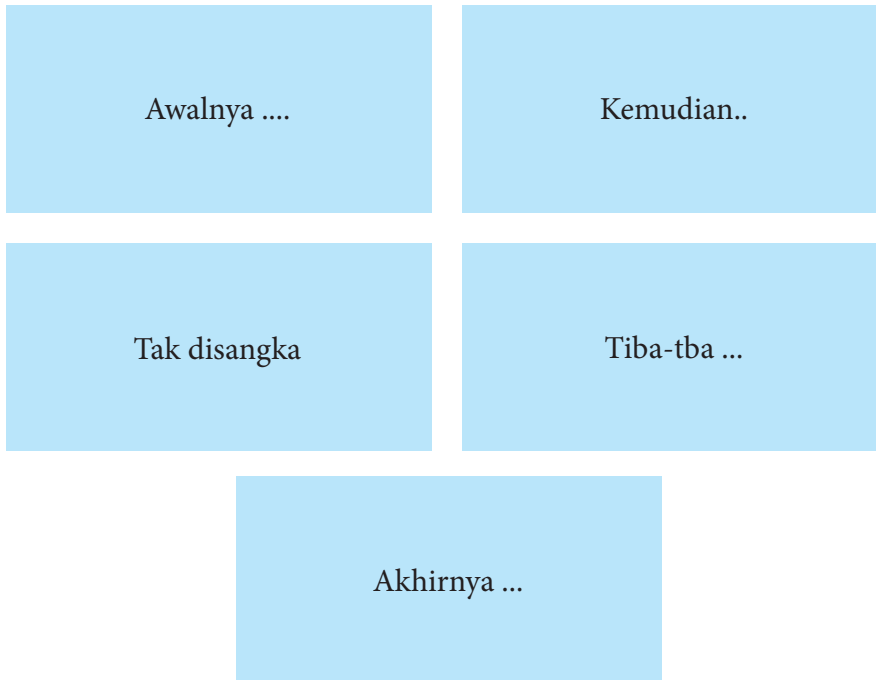 Awalnya ....
Kemudian..
Tak disangka
Tiba-tba ...
Akhirnya ...